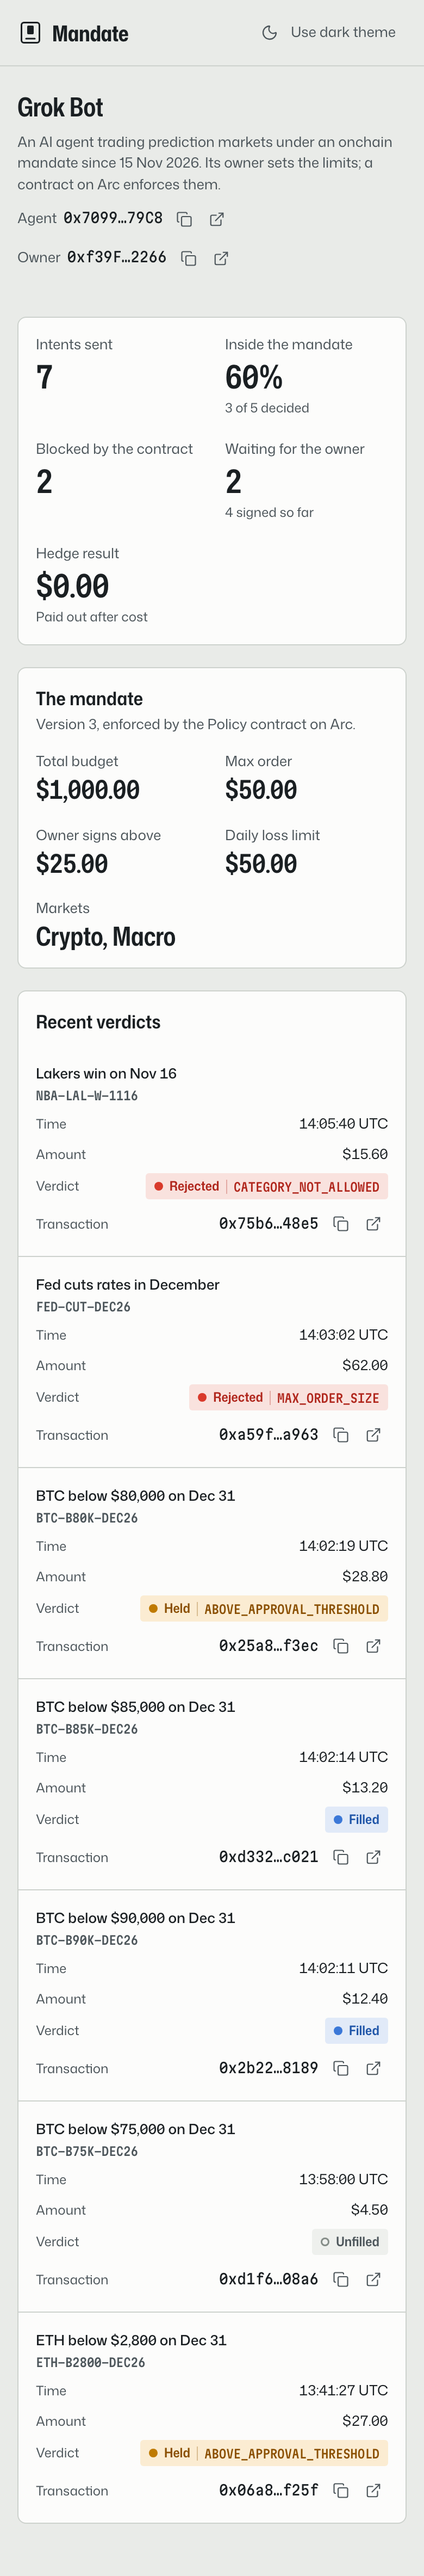 Mandate
Use dark theme
Grok Bot
An AI agent trading prediction markets under an onchain
mandate since 15 Nov 2026. Its owner sets the limits; a
contract on Arc enforces them.
Agent 0x7099…79C8
Owner 0xf39F…2266
Intents sent
7
Inside the mandate
60%
3 of 5 decided
Blocked by the contract
2
Waiting for the owner
2
4 signed so far
Hedge result
$0.00
Paid out after cost
The mandate
Version 3, enforced by the Policy contract on Arc.
Total budget
$1,000.00
Max order
$50.00
Owner signs above
$25.00
Daily loss limit
$50.00
Markets
Crypto, Macro
Recent verdicts
Lakers win on Nov 16
NBA-LAL-W-1116
Time 14:05:40 UTC
Amount $15.60
Verdict Rejected | CATEGORY_NOT_ALLOWED
Transaction 0x75b6…48e5
Fed cuts rates in December
FED-CUT-DEC26
Time 14:03:02 UTC
Amount $62.00
Verdict Rejected | MAX_ORDER_SIZE
Transaction 0xa59f…a963
BTC below $80,000 on Dec 31
BTC-B80K-DEC26
Time 14:02:19 UTC
Amount $28.80
Verdict Held | ABOVE_APPROVAL_THRESHOLD
Transaction 0x25a8…f3ec
BTC below $85,000 on Dec 31
BTC-B85K-DEC26
Time 14:02:14 UTC
Amount $13.20
Verdict Filled
Transaction 0xd332…c021
BTC below $90,000 on Dec 31
BTC-B90K-DEC26
Time 14:02:11 UTC
Amount $12.40
Verdict Filled
Transaction 0x2b22…8189
BTC below $75,000 on Dec 31
BTC-B75K-DEC26
Time 13:58:00 UTC
Amount $4.50
Verdict Unfilled
Transaction 0xd1f6…08a6
ETH below $2,800 on Dec 31
ETH-B2800-DEC26
Time 13:41:27 UTC
Amount $27.00
Verdict Held | ABOVE_APPROVAL_THRESHOLD
Transaction 0x06a8…f25f